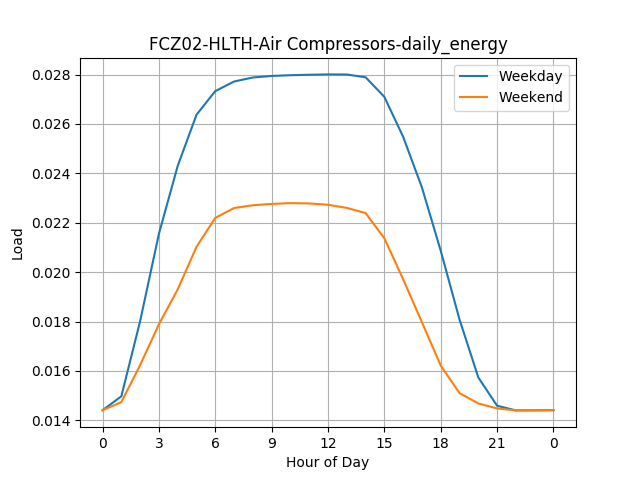 FCZ02-HLTH-Air Compressors-daily_energy
Weekday
Weekend
0.028
0.026
0.024
0.022
0.020
0.018
0.016
0.014
Load
0 3 6 9 12 15 18 21 0
Hour of Day